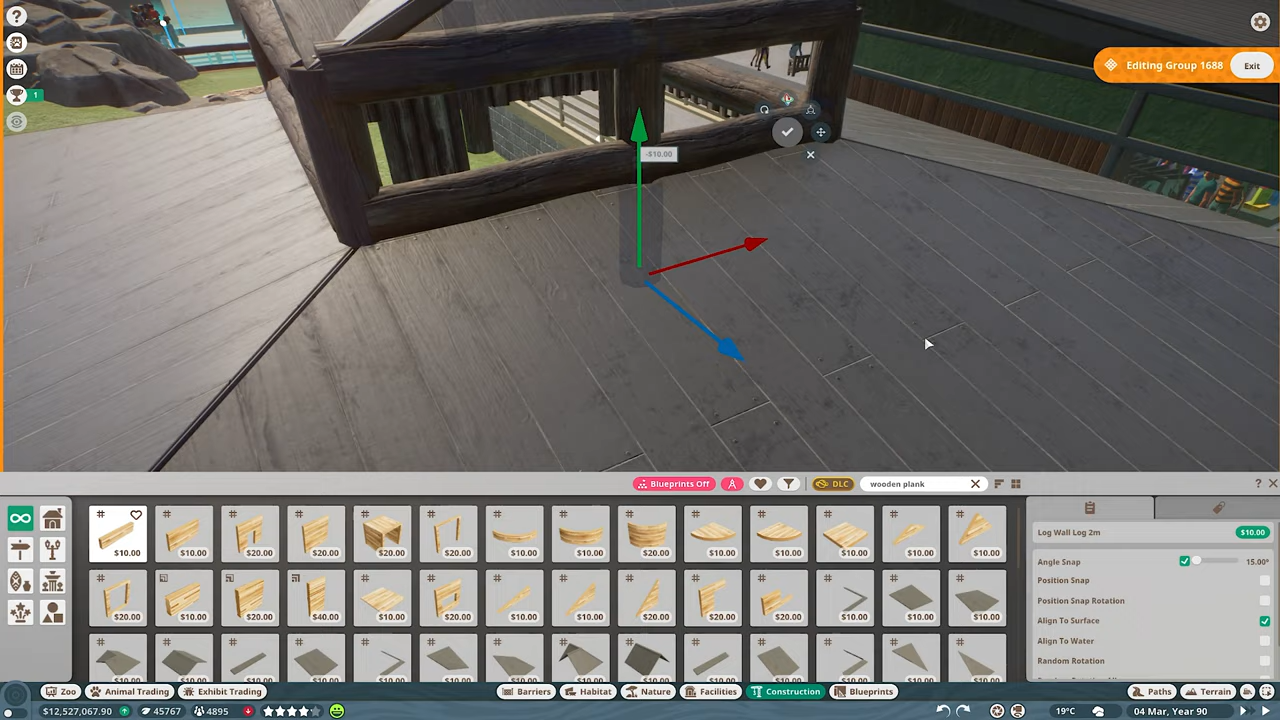 Editing Group 1688
Exit
1
-$10.00
Blueprints Off
DLC
wooden plank
?
$10.00 $10.00 $20.00 $20.00 $20.00 $20.00 $10.00 $10.00 $20.00 $10.00 $10.00 $10.00 $10.00 $10.00
$20.00 $10.00 $20.00 $40.00 $10.00 $20.00 $10.00 $10.00 $20.00 $20.00 $10.00 $10.00 $10.00 $10.00
Log Wall Log 2m
$10.00
Angle Snap
15.00°
Position Snap
Position Snap Rotation
Align To Surface
Align To Water
Random Rotation
Zoo
Animal Trading
Exhibit Trading
Barriers
Habitat
Nature
Facilities
Construction
Blueprints
Paths
Terrain
$12,527,067.90
45767
4895
19°C
04 Mar, Year 90